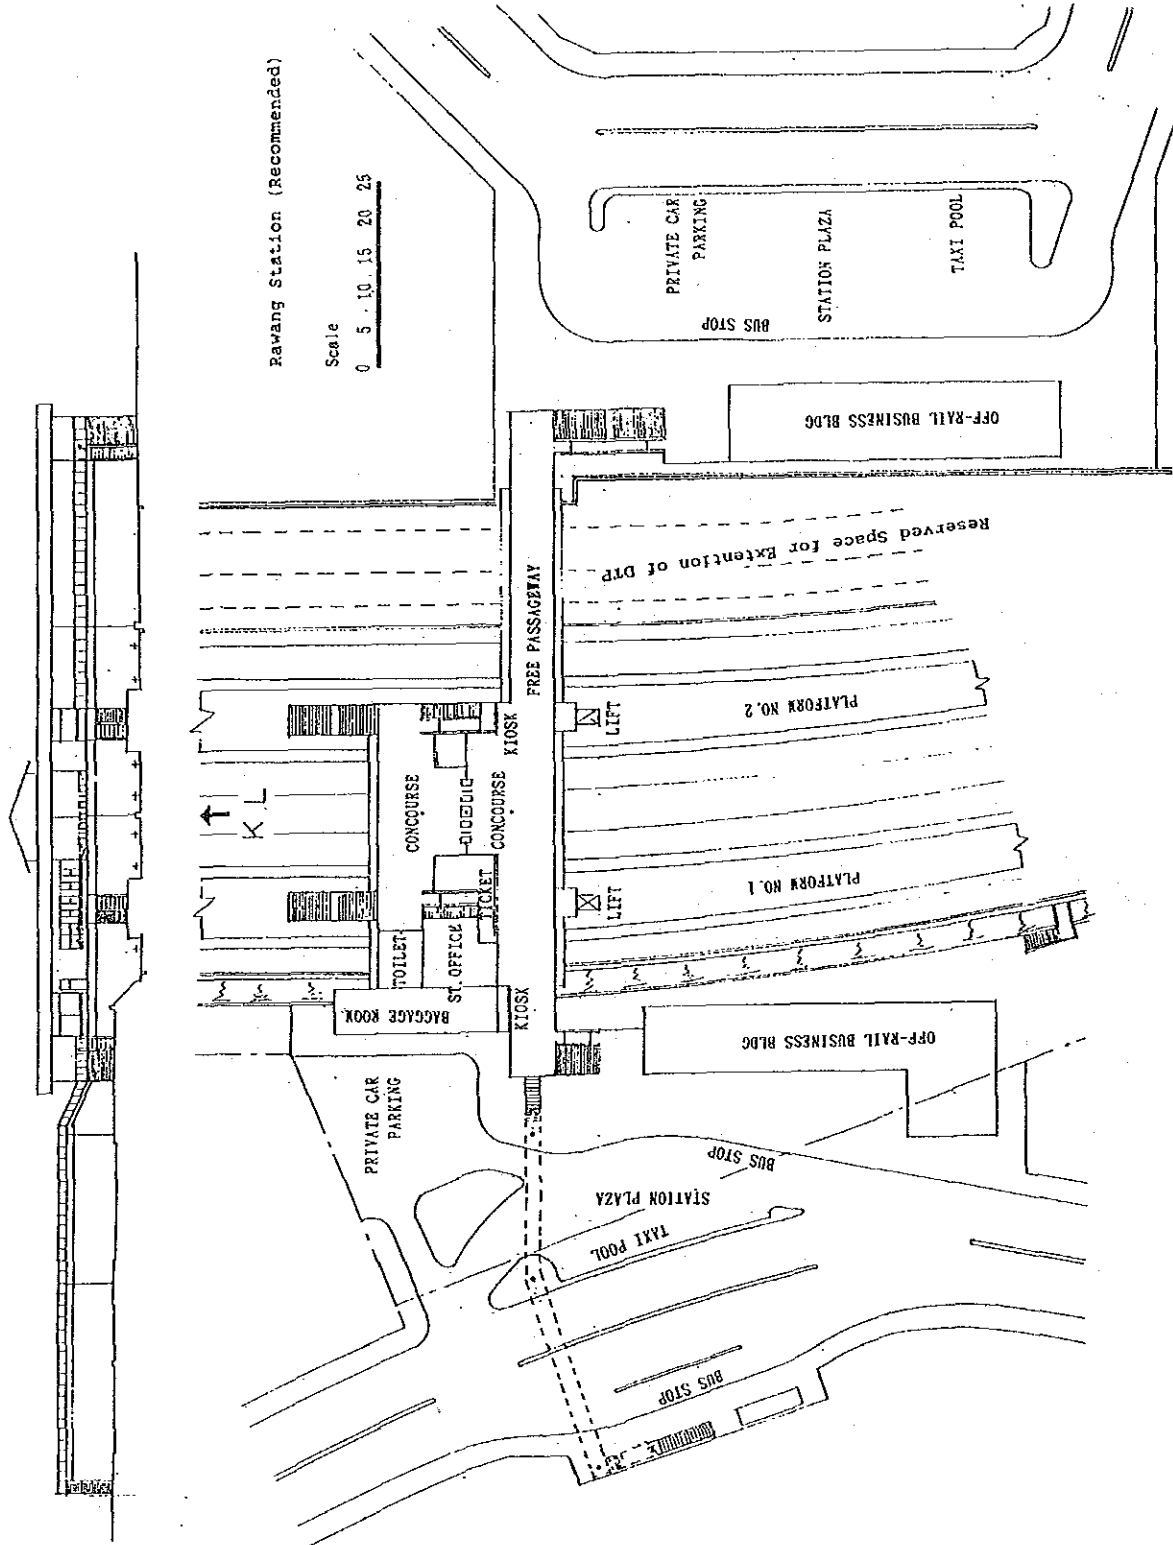 Rawang Station (Recommended)
Scale
0 5 10 15 20 25
K.L
PRIVATE CAR
PARKING
STATION PLAZA
TAXI POOL
BUS STOP
OFF-RAIL BUSINESS BLDG
Reserved Space for Extention of DTP
FREE PASSAGEWAY
KIOSK
LIFT
PLATFORM NO.2
CONCOURSE
CONCOURSE
TICKET
LIFT
PLATFORM NO.1
TOILET
ST.OFFICE
BAGGAGE ROOM
KIOSK
OFF-RAIL BUSINESS BLDG
PRIVATE CAR
PARKING
BUS STOP
STATION PLAZA
TAXI POOL
BUS STOP